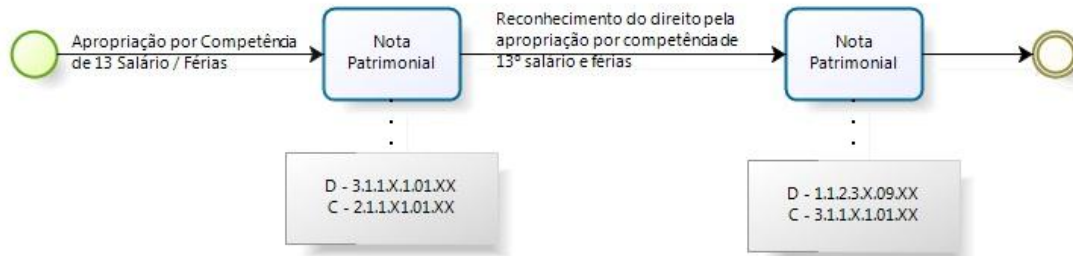 Apropriação por Competência
de 13 Salário / Férias
Nota
Patrimonial
D - 3.1.1.X.1.01.XX
C - 2.1.1.X1.01.XX
Reconhecimento do direito pela
apropriação por competência de
13º salário e férias
Nota
Patrimonial
D - 1.1.2.3.X.09.XX
C - 3.1.1.X.1.01.XX